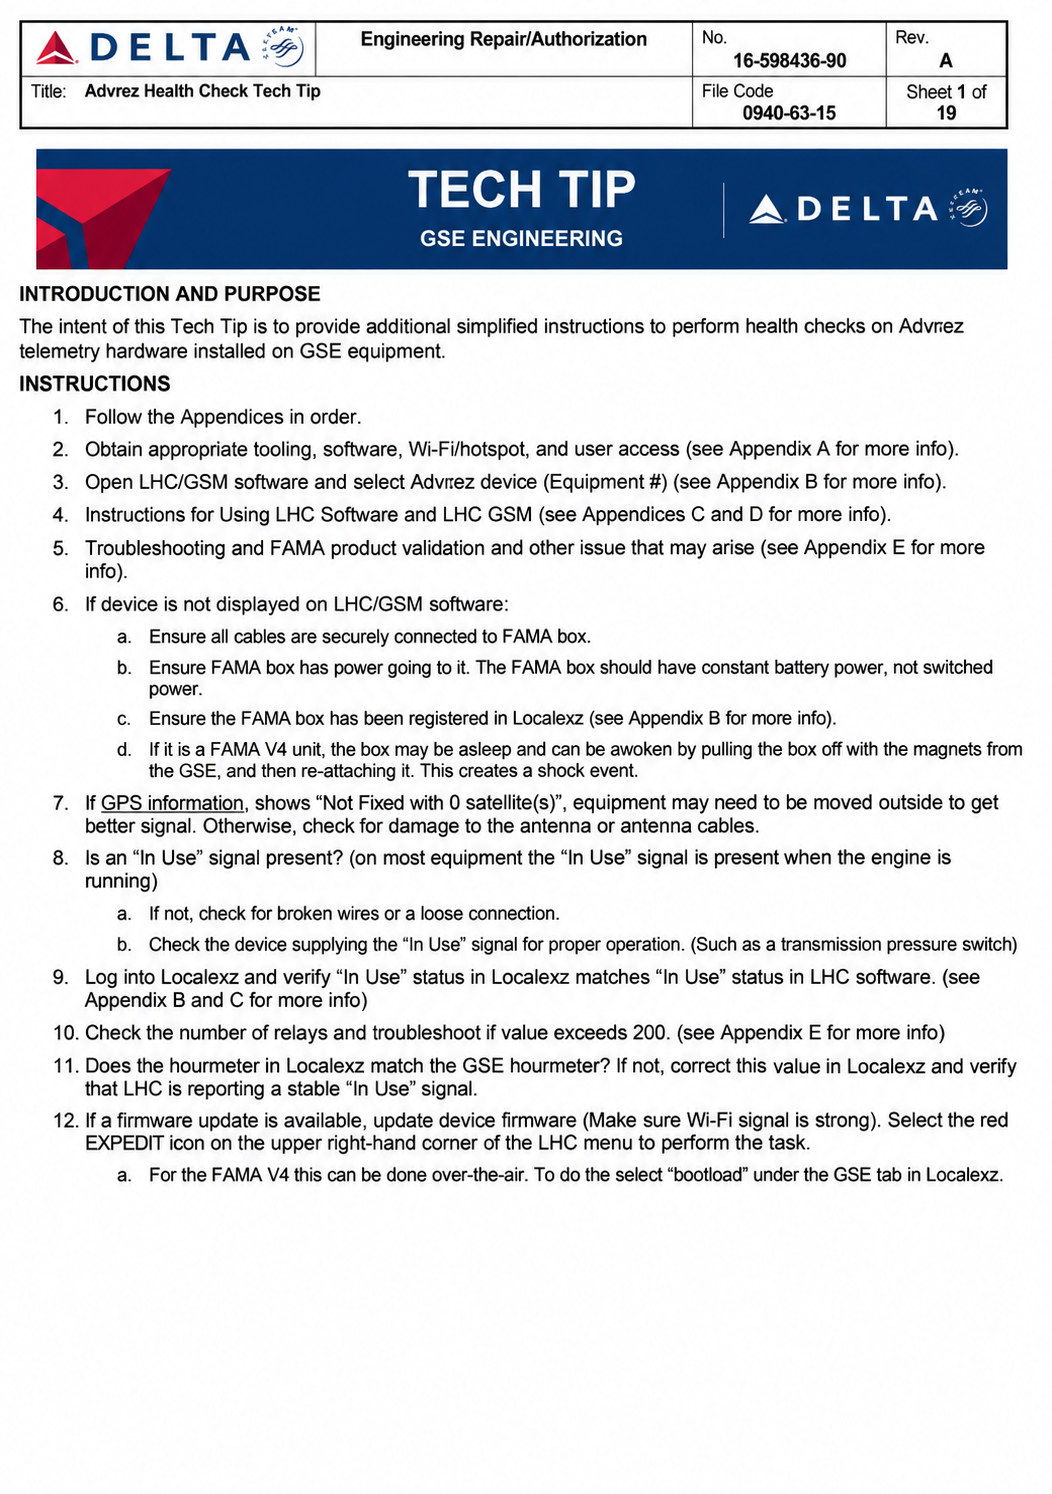 DELTA SKYTEAM
Engineering Repair/Authorization
No.
16-598436-90
Rev.
A
Title: Advrez Health Check Tech Tip
File Code
0940-63-15
Sheet 1 of
19
TECH TIP
GSE ENGINEERING
DELTA SKYTEAM
INTRODUCTION AND PURPOSE
The intent of this Tech Tip is to provide additional simplified instructions to perform health checks on Advrrez
telemetry hardware installed on GSE equipment.
INSTRUCTIONS
1. Follow the Appendices in order.
2. Obtain appropriate tooling, software, Wi-Fi/hotspot, and user access (see Appendix A for more info).
3. Open LHC/GSM software and select device (Equipment #) (see Appendix B for more info).
4. Instructions for Using LHC Software and LHC GSM (see Appendices C and D for more info).
5. Troubleshooting and FAMA product validation and other issue that may arise (see Appendix E for more
info).
6. If device is not displayed on LHC/GSM software:
a. Ensure all cables are securely connected to FAMA box.
b. Ensure FAMA box has power going to it. The FAMA box should have constant battery power, not switched
power.
c. Ensure the FAMA box has been registered in Localexz (see Appendix B for more info).
d. If it is a FAMA V4 unit, the box may be asleep and can be awoken by pulling the box off with the magnets from
the GSE, and then re-attaching it. This creates a shock event.
7. If GPS information, shows “Not Fixed with 0 satellite(s)”, equipment may need to be moved outside to get
better signal. Otherwise, check for damage to the antenna or antenna cables.
8. Is an “In Use” signal present? (on most equipment the “In Use” signal is present when the engine is
running)
a. If not, check for broken wires or a loose connection.
b. Check the device supplying the “In Use” signal for proper operation. (Such as a transmission pressure switch)
9. Log into Localexz and verify “In Use” status in Localexz matches “In Use” status in LHC software. (see
Appendix B and C for more info)
10. Check the number of relays and troubleshoot if value exceeds 200. (see Appendix E for more info)
11. Does the hourmeter in Localexz match the GSE hourmeter? If not, correct this value in Localexz and verify
that LHC is reporting a stable “In Use” signal.
12. If a firmware update is available, update device firmware (Make sure Wi-Fi signal is strong). Select the red
EXPEDIT icon on the upper right-hand corner of the LHC menu to perform the task.
a. For the FAMA V4 this can be done over-the-air. To do the select “bootload” under the GSE tab in Localexz.